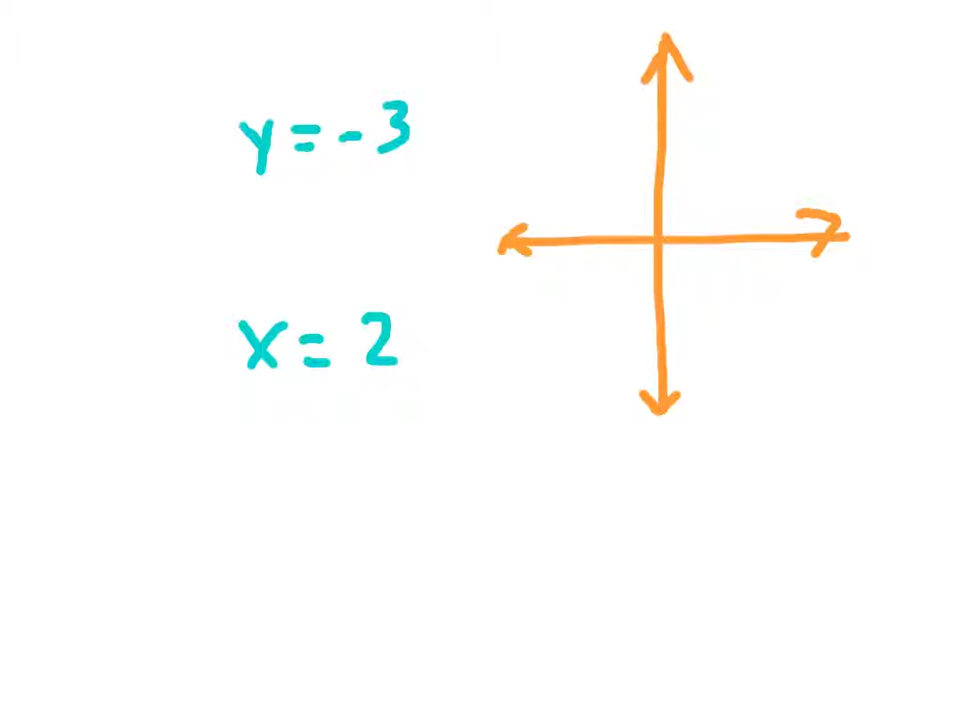 y = -3
x = 2